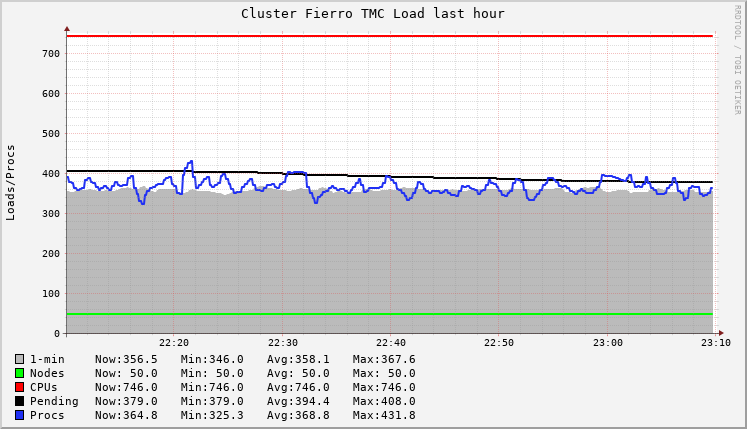 Cluster Fierro TMC Load last hour
RRDTOOL / TOBI OETIKER
Loads/Procs
700
600
500
400
300
200
100
0
22:20 22:30 22:40 22:50 23:00 23:10
1-min Now:356.5 Min:346.0 Avg:358.1 Max:367.6
Nodes Now: 50.0 Min: 50.0 Avg: 50.0 Max: 50.0
CPUs Now:746.0 Min:746.0 Avg:746.0 Max:746.0
Pending Now:379.0 Min:379.0 Avg:394.4 Max:408.0
Procs Now:364.8 Min:325.3 Avg:368.8 Max:431.8